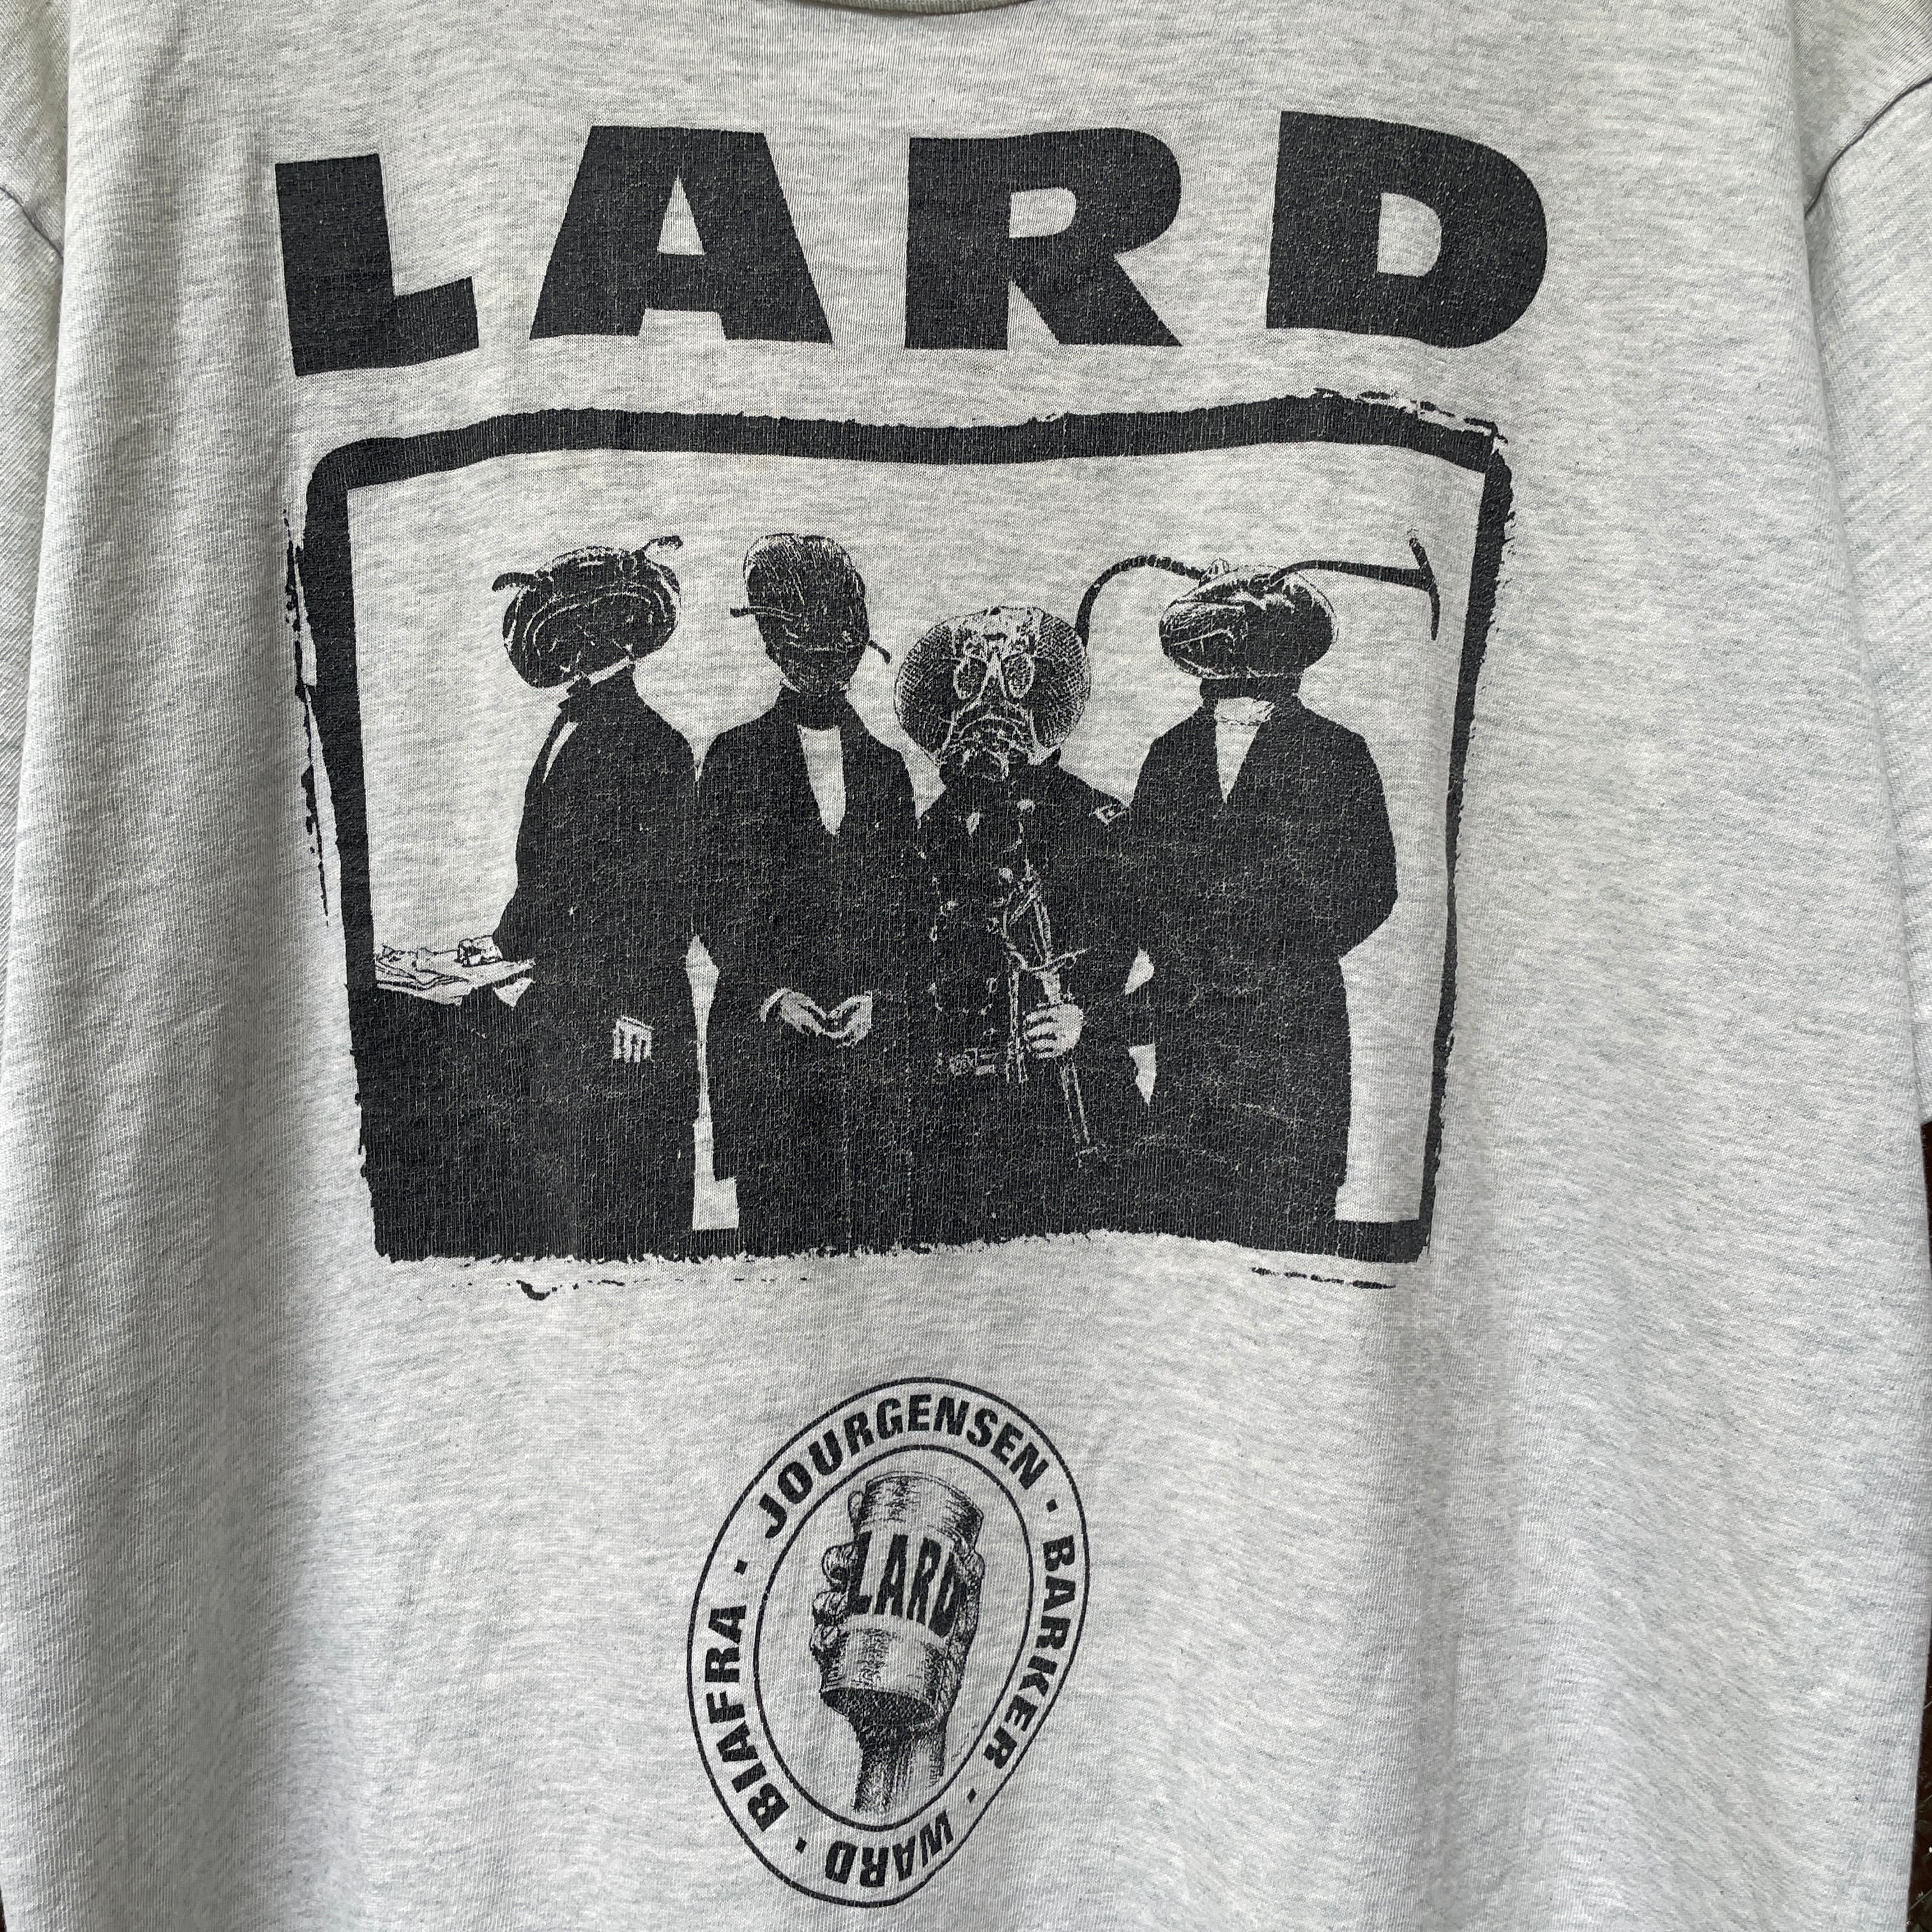 LARD
BIAFRA · JOURGENSEN · BARKER · WARD ·
LARD